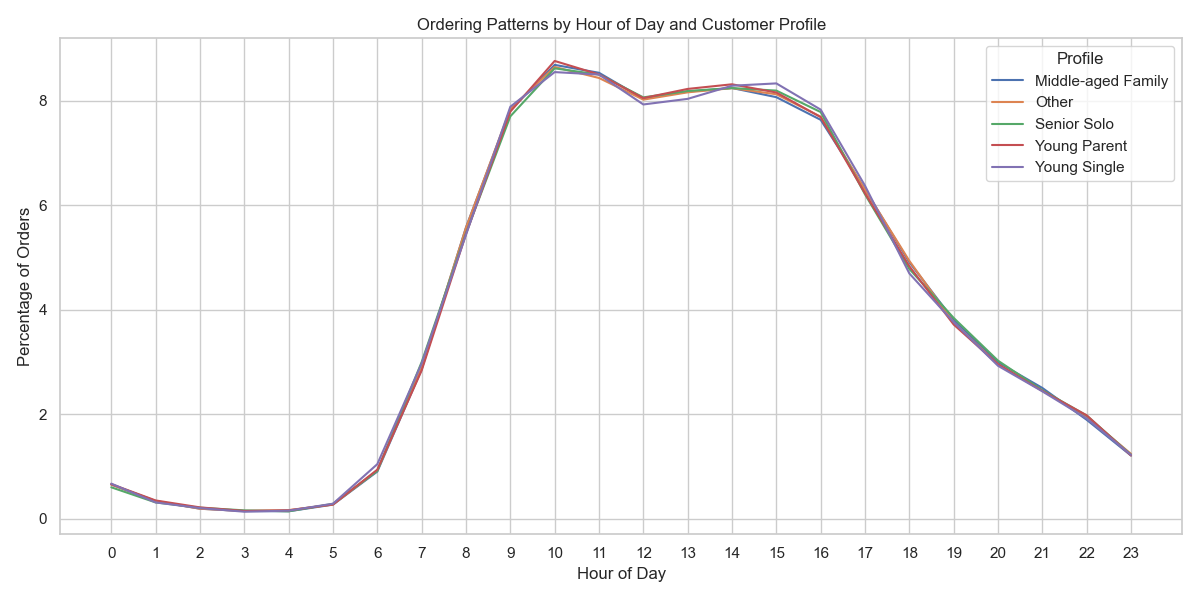 Ordering Patterns by Hour of Day and Customer Profile
Profile
Middle-aged Family
Other
Senior Solo
Young Parent
Young Single
Percentage of Orders
8
6
4
2
0
0 1 2 3 4 5 6 7 8 9 10 11 12 13 14 15 16 17 18 19 20 21 22 23
Hour of Day